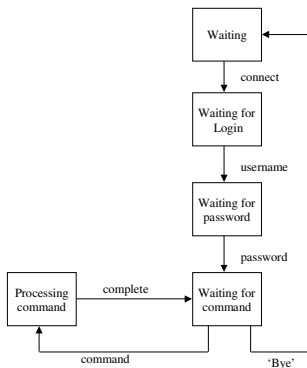 Waiting
connect
Waiting for
Login
username
Waiting for
password
password
Processing
command
complete
Waiting for
command
command
‘Bye’